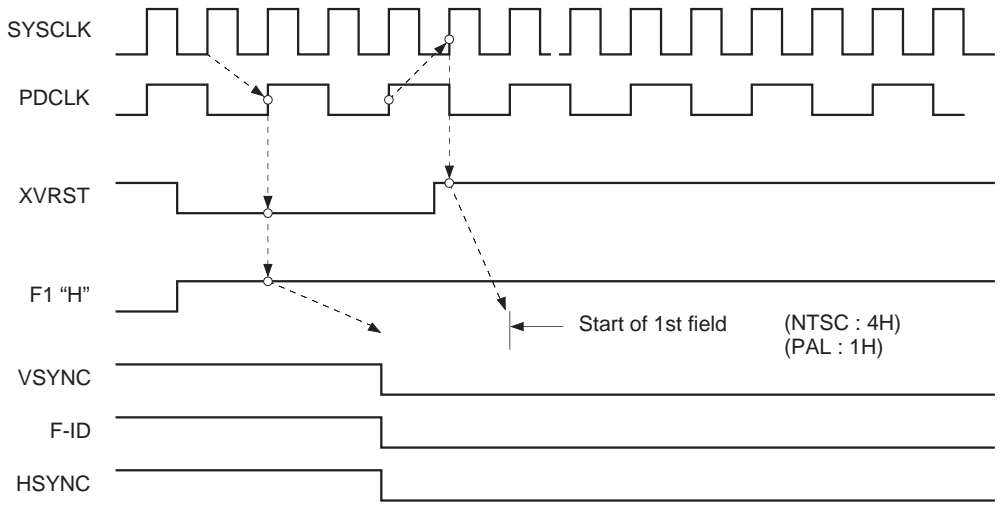 SYSCLK
PDCLK
XVRST
F1 “H”
Start of 1st field (NTSC : 4H)
(PAL : 1H)
VSYNC
F-ID
HSYNC